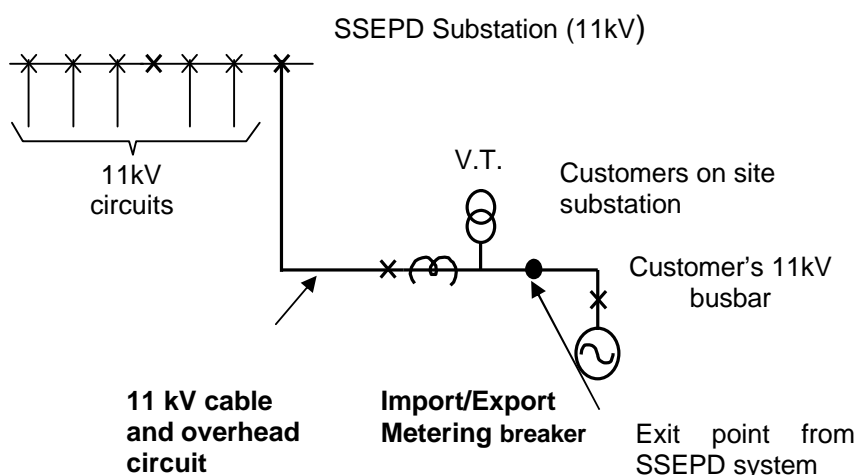 SSEPD Substation (11kV)
11kV
circuits
V.T.
Customers on site
substation
Customer's 11kV
busbar
11 kV cable
and overhead
circuit
Import/Export
Metering breaker
Exit point from
SSEPD system